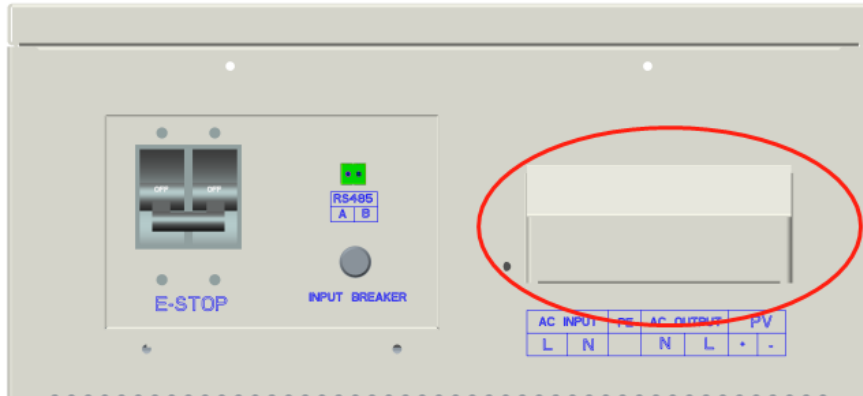 OFF OFF
RS485
A B
E-STOP
INPUT BREAKER
AC INPUT PE AC OUTPUT PV
L N N L + -